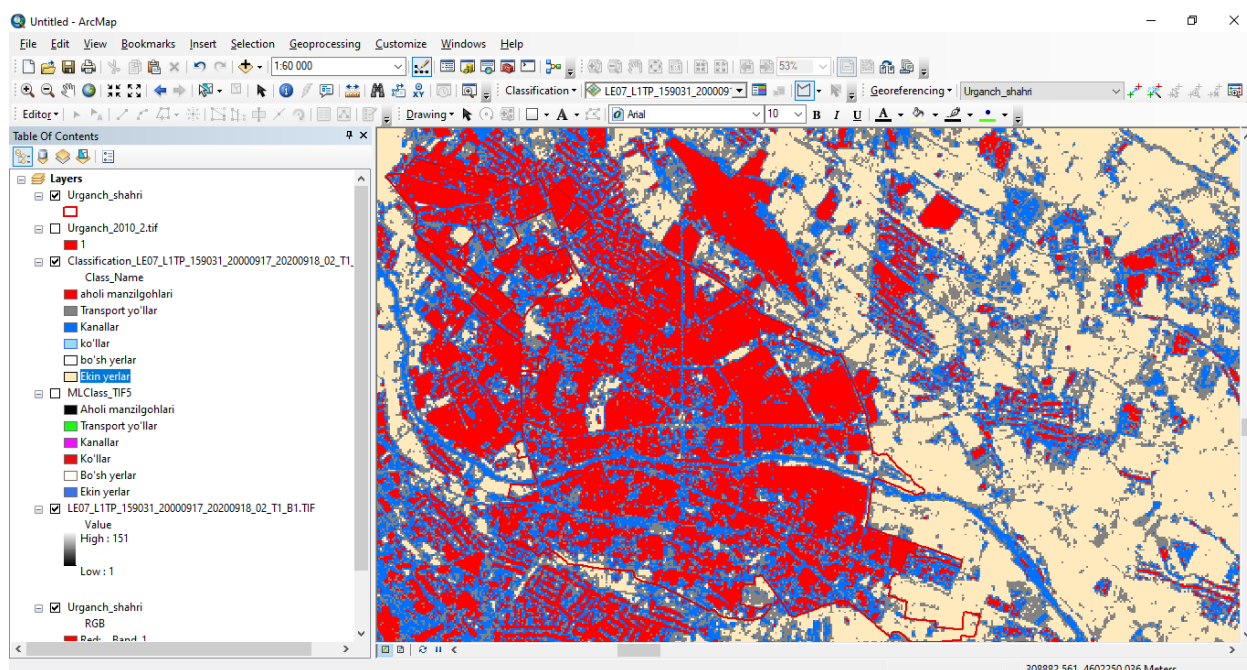 Untitled - ArcMap
File Edit View Bookmarks Insert Selection Geoprocessing Customize Windows Help
1:60 000 53%
Classification LE07_L1TP_159031_20000917 Georeferencing Urganch_shahri
Editor Drawing A Arial 10 B I U A
Table Of Contents
Layers
Urganch_shahri
Urganch_2010_2.tif
1
Classification_LE07_L1TP_159031_20000917_20200918_02_T1_
Class_Name
aholi manzilgohlari
Transport yo'llar
Kanallar
ko'llar
bo'sh yerlar
Ekin yerlar
MLClass_TIF5
Aholi manzilgohlari
Transport yo'llar
Kanallar
Ko'llar
Bo'sh yerlar
Ekin yerlar
LE07_L1TP_159031_20000917_20200918_02_T1_B1.TIF
Value
High : 151
Low : 1
Urganch_shahri
RGB
Red: Band_1
308882,561 4602250,036 Meters